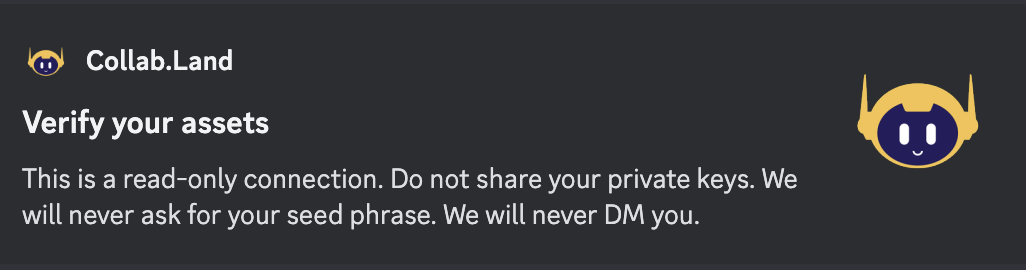 Collab.Land
Verify your assets
This is a read-only connection. Do not share your private keys. We
will never ask for your seed phrase. We will never DM you.